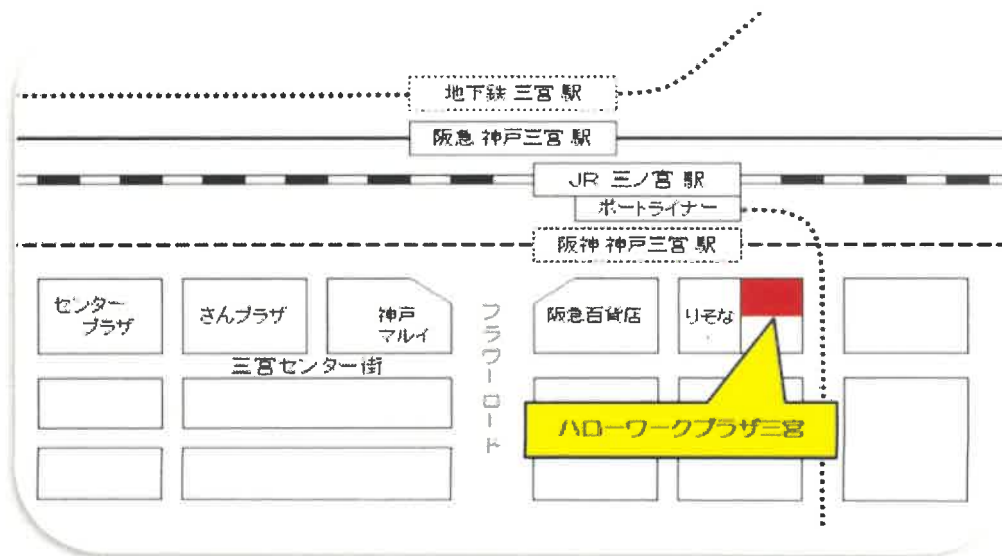 地下鉄 三宮 駅
阪急 神戸三宮 駅
JR 三ノ宮 駅
ポートライナー
阪神 神戸三宮 駅
センター
プラザ
さんプラザ
神戸
マルイ
フラワーロード
阪急百貨店
りそな
三宮センター街
ハローワークプラザ三宮